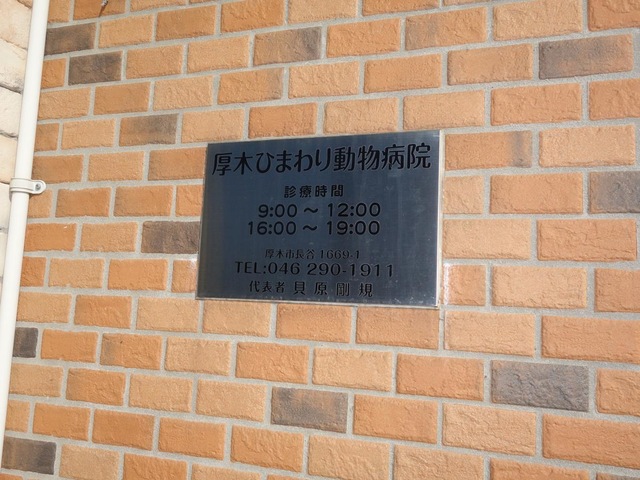 厚木ひまわり動物病院
診療時間
9:00 ～ 12:00
16:00 ～ 19:00
厚木市長谷 1669-1
TEL:046 290-1911
代表者 貝原剛規